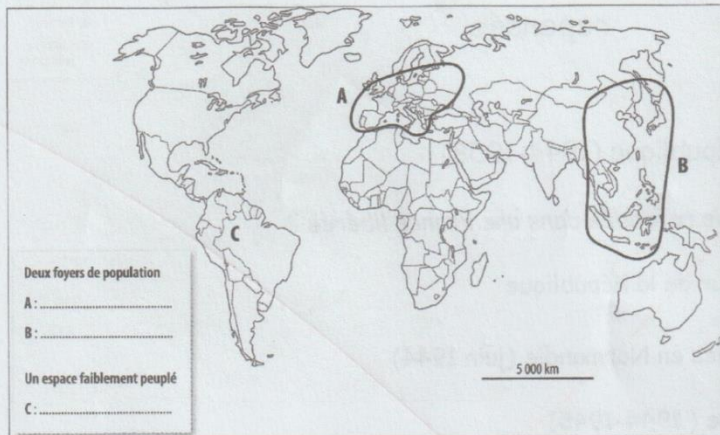 A
B
C
Deux foyers de population
A : ........................................
B : ........................................
Un espace faiblement peuplé
C : ........................................
5 000 km